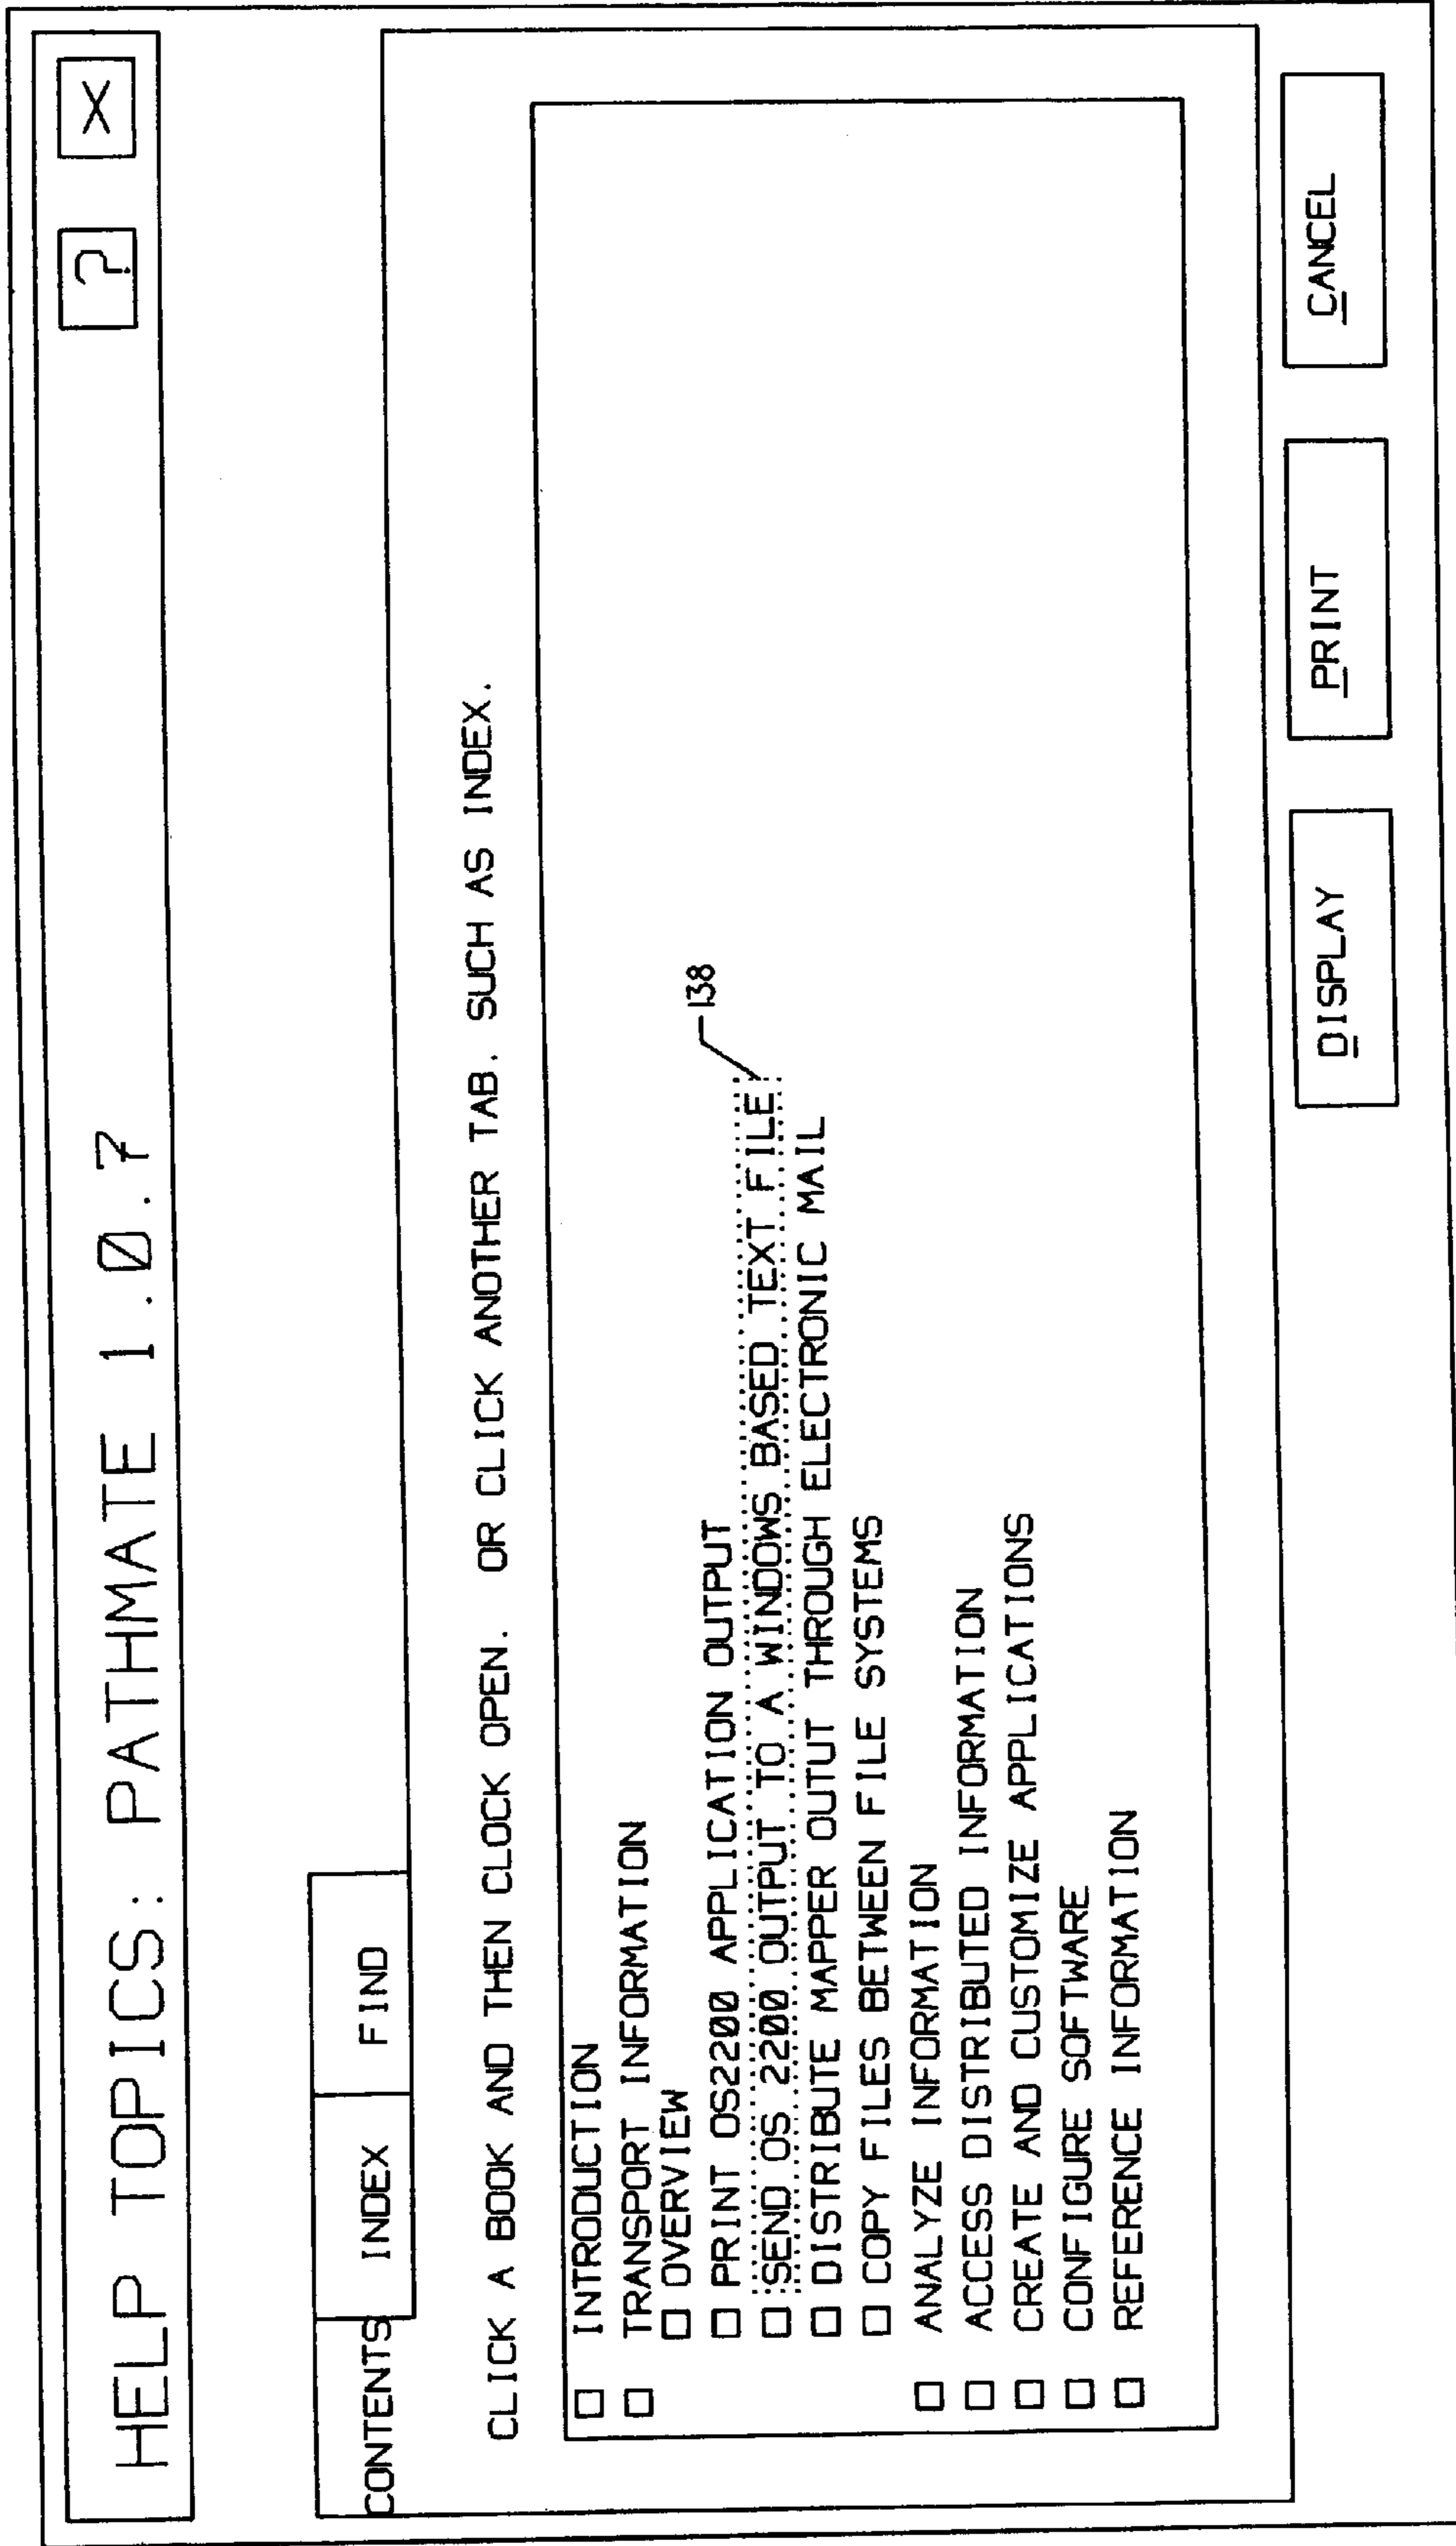 HELP TOPICS: PATHMATE 1.0.7
? X
CONTENTS INDEX FIND
CLICK A BOOK AND THEN CLOCK OPEN. OR CLICK ANOTHER TAB. SUCH AS INDEX.
INTRODUCTION
TRANSPORT INFORMATION
OVERVIEW
PRINT OS2200 APPLICATION OUTPUT
SEND OS 2200 OUTPUT TO A WINDOWS BASED TEXT FILE
138
DISTRIBUTE MAPPER OUTUT THROUGH ELECTRONIC MAIL
COPY FILES BETWEEN FILE SYSTEMS
ANALYZE INFORMATION
ACCESS DISTRIBUTED INFORMATION
CREATE AND CUSTOMIZE APPLICATIONS
CONFIGURE SOFTWARE
REFERENCE INFORMATION
DISPLAY PRINT CANCEL